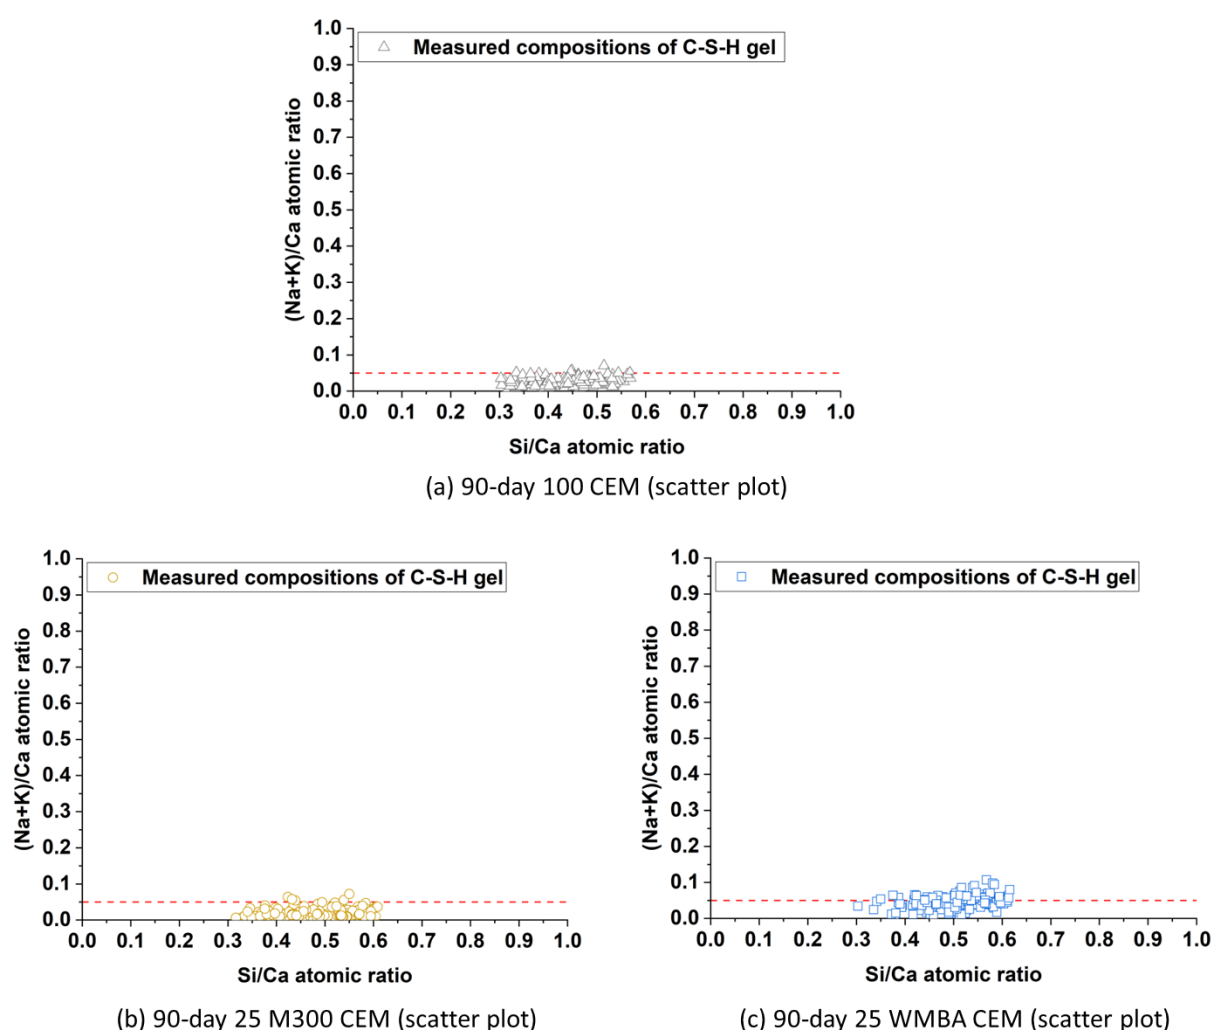 Measured compositions of C-S-H gel
(Na+K)/Ca atomic ratio
1.0
0.9
0.8
0.7
0.6
0.5
0.4
0.3
0.2
0.1
0.0
0.0 0.1 0.2 0.3 0.4 0.5 0.6 0.7 0.8 0.9 1.0
Si/Ca atomic ratio
(a) 90-day 100 CEM (scatter plot)
Measured compositions of C-S-H gel
(Na+K)/Ca atomic ratio
1.0
0.9
0.8
0.7
0.6
0.5
0.4
0.3
0.2
0.1
0.0
0.0 0.1 0.2 0.3 0.4 0.5 0.6 0.7 0.8 0.9 1.0
Si/Ca atomic ratio
(b) 90-day 25 M300 CEM (scatter plot)
Measured compositions of C-S-H gel
(Na+K)/Ca atomic ratio
1.0
0.9
0.8
0.7
0.6
0.5
0.4
0.3
0.2
0.1
0.0
0.0 0.1 0.2 0.3 0.4 0.5 0.6 0.7 0.8 0.9 1.0
Si/Ca atomic ratio
(c) 90-day 25 WMBA CEM (scatter plot)